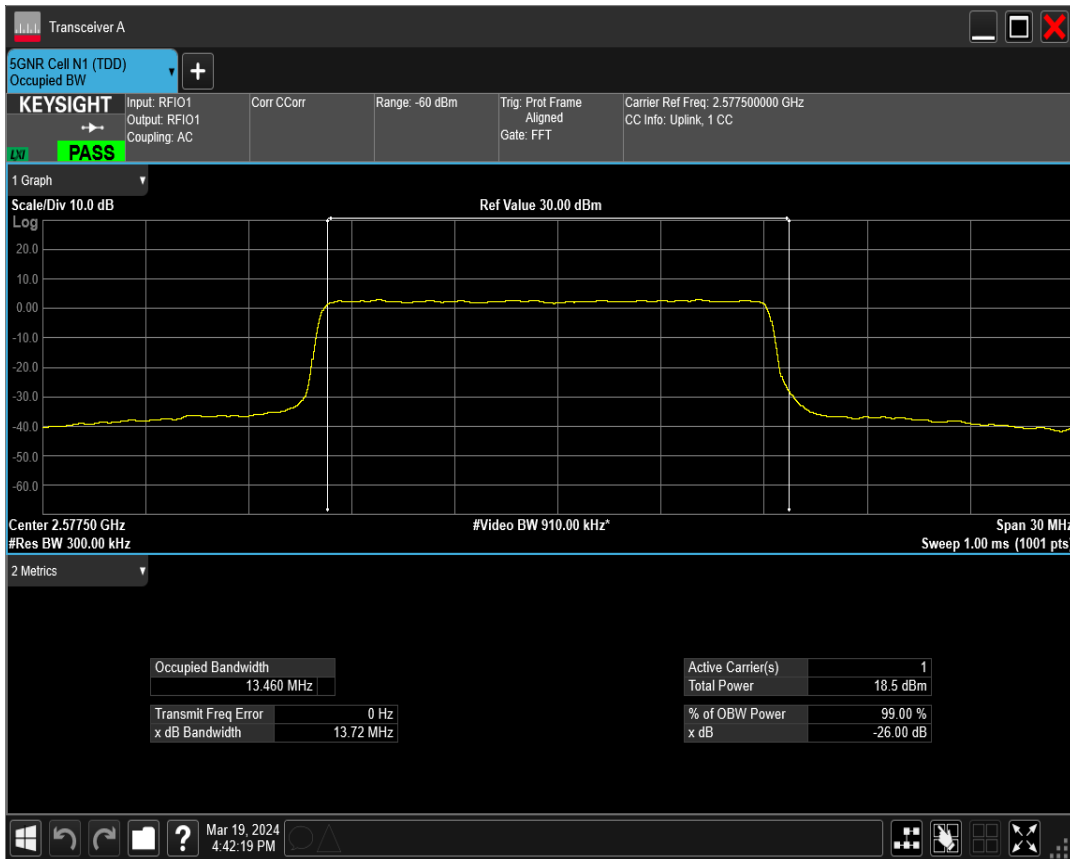 Transceiver A
5GNR Cell N1 (TDD)
Occupied BW
+
KEYSIGHT
LXI
PASS
Input: RFIO1
Output: RFIO1
Coupling: AC
Corr CCorr
Range: -60 dBm
Trig: Prot Frame
Aligned
Gate: FFT
Carrier Ref Freq: 2.577500000 GHz
CC Info: Uplink, 1 CC
1 Graph
Scale/Div 10.0 dB
Ref Value 30.00 dBm
Log
20.0
10.0
0.00
-10.0
-20.0
-30.0
-40.0
-50.0
-60.0
Center 2.57750 GHz
#Video BW 910.00 kHz*
Span 30 MHz
#Res BW 300.00 kHz
Sweep 1.00 ms (1001 pts)
2 Metrics
Occupied Bandwidth
13.460 MHz
Transmit Freq Error 0 Hz
x dB Bandwidth 13.72 MHz
Active Carrier(s) 1
Total Power 18.5 dBm
% of OBW Power 99.00 %
x dB -26.00 dB
?
Mar 19, 2024
4:42:19 PM